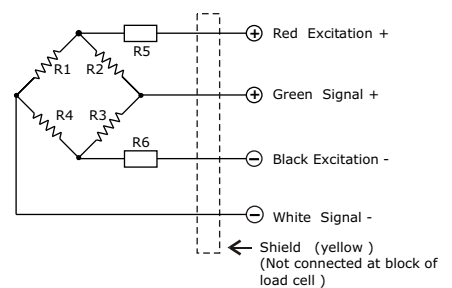 Red Excitation +
R5
R1
R2
Green Signal +
R4
R3
R6
Black Excitation -
White Signal -
Shield (yellow )
(Not connected at block of
load cell )